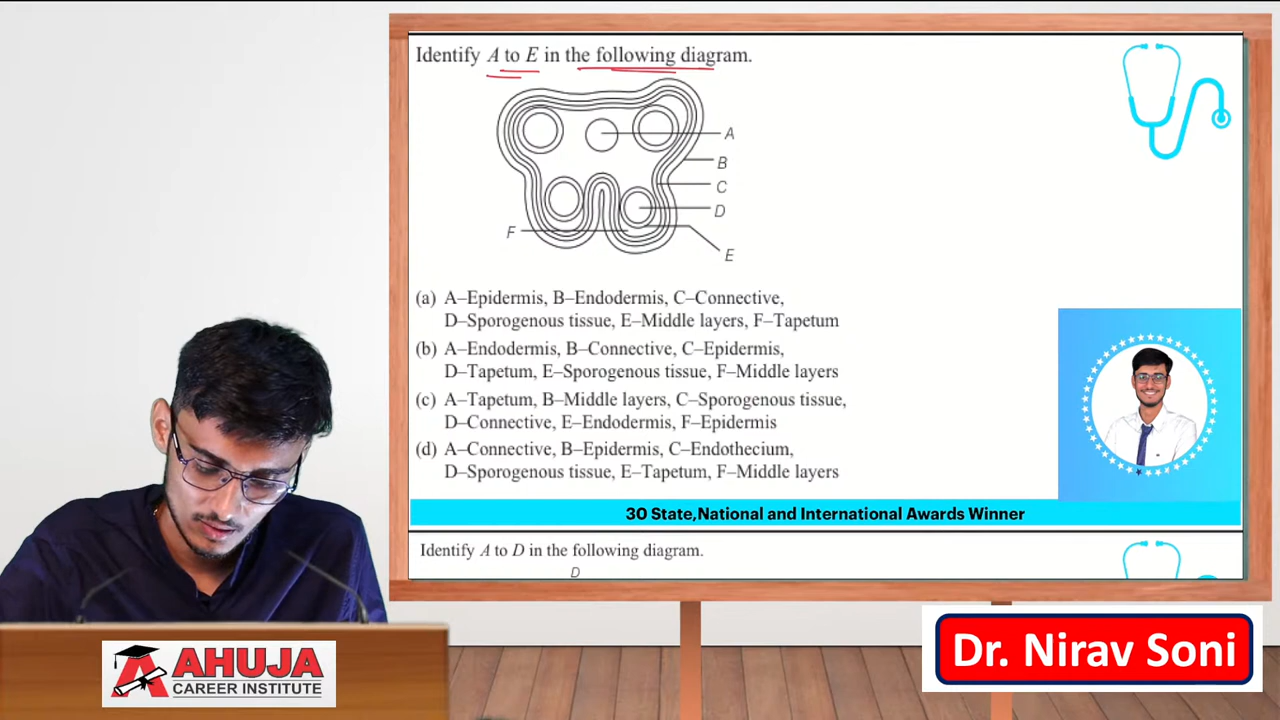 Identify A to E in the following diagram.
A
B
C
D
F
E
(a) A–Epidermis, B–Endodermis, C–Connective,
D–Sporogenous tissue, E–Middle layers, F–Tapetum
(b) A–Endodermis, B–Connective, C–Epidermis,
D–Tapetum, E–Sporogenous tissue, F–Middle layers
(c) A–Tapetum, B–Middle layers, C–Sporogenous tissue,
D–Connective, E–Endodermis, F–Epidermis
(d) A–Connective, B–Epidermis, C–Endothecium,
D–Sporogenous tissue, E–Tapetum, F–Middle layers
30 State,National and International Awards Winner
Identify A to D in the following diagram.
D
Dr. Nirav Soni
AHUJA
CAREER INSTITUTE